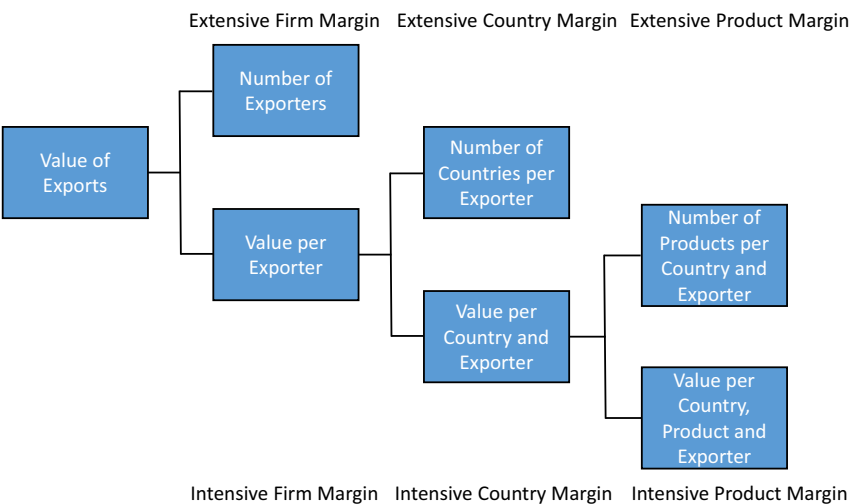 Extensive Firm Margin
Extensive Country Margin
Extensive Product Margin
Number of
Exporters
Value of
Exports
Number of
Countries per
Exporter
Value per
Exporter
Number of
Products per
Country and
Exporter
Value per
Country and
Exporter
Value per
Country,
Product and
Exporter
Intensive Firm Margin
Intensive Country Margin
Intensive Product Margin